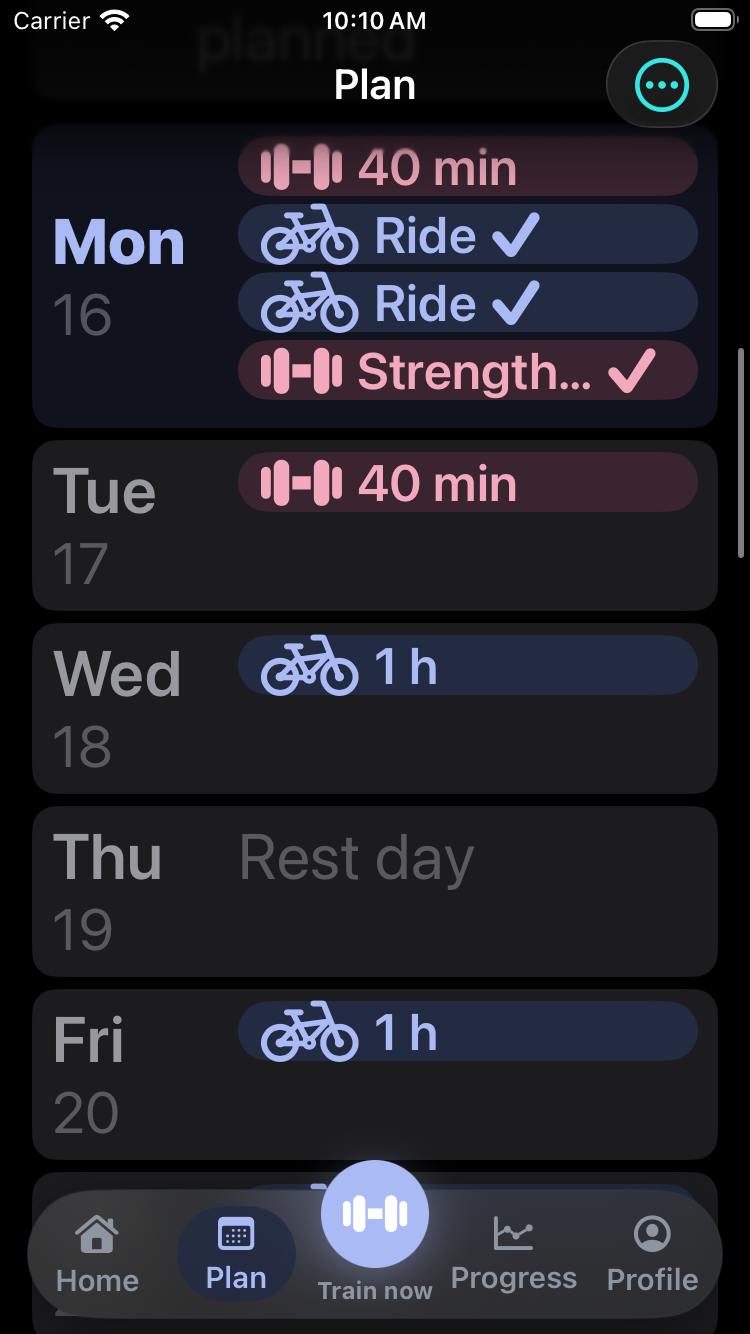 Carrier 10:10 AM
planned
Plan
Mon
16
40 min
Ride
Ride
Strength…
Tue
17
40 min
Wed
18
1 h
Thu
19
Rest day
Fri
20
1 h
Home
Plan
Train now
Progress
Profile